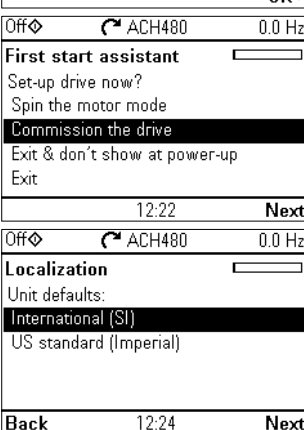 Off ACH480 0.0 Hz
First start assistant
Set-up drive now?
Spin the motor mode
Commission the drive
Exit & don't show at power-up
Exit
12:22 Next
Off ACH480 0.0 Hz
Localization
Unit defaults:
International (SI)
US standard (Imperial)
Back 12:24 Next